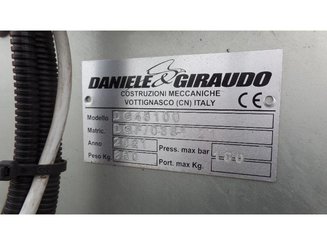 DANIELE & GIRAUDO
COSTRUZIONI MECCANICHE
VOTTIGNASCO (CN) ITALY
CE
Modello
Matric.
Anno 2021 Press. max bar
Peso Kg Port. max Kg.